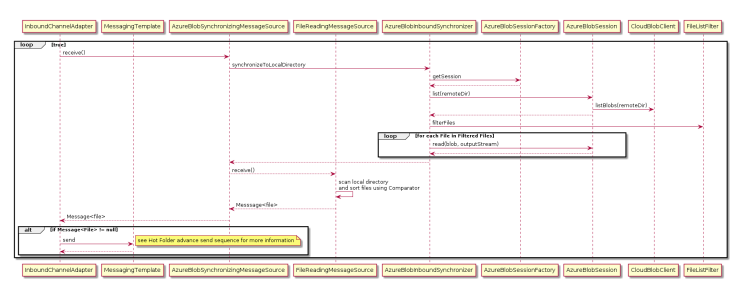 InboundChannelAdapter MessagingTemplate AzureBlobSynchronizingMessageSource FileReadingMessageSource AzureBlobInboundSynchronizer AzureBlobSessionFactory AzureBlobSession CloudBlobClient FileListFilter
loop [true]
receive()
synchronizeToLocalDirectory
getSession
list(remoteDir)
listBlobs(remoteDir)
filterFiles
loop [for each File in Filtered Files]
read(blob, outputStream)
receive()
scan local directory
and sort files using Comparator
Messsage<file>
Message<file>
alt [if Message<File> != null]
send see Hot Folder advance send sequence for more information
InboundChannelAdapter MessagingTemplate AzureBlobSynchronizingMessageSource FileReadingMessageSource AzureBlobInboundSynchronizer AzureBlobSessionFactory AzureBlobSession CloudBlobClient FileListFilter